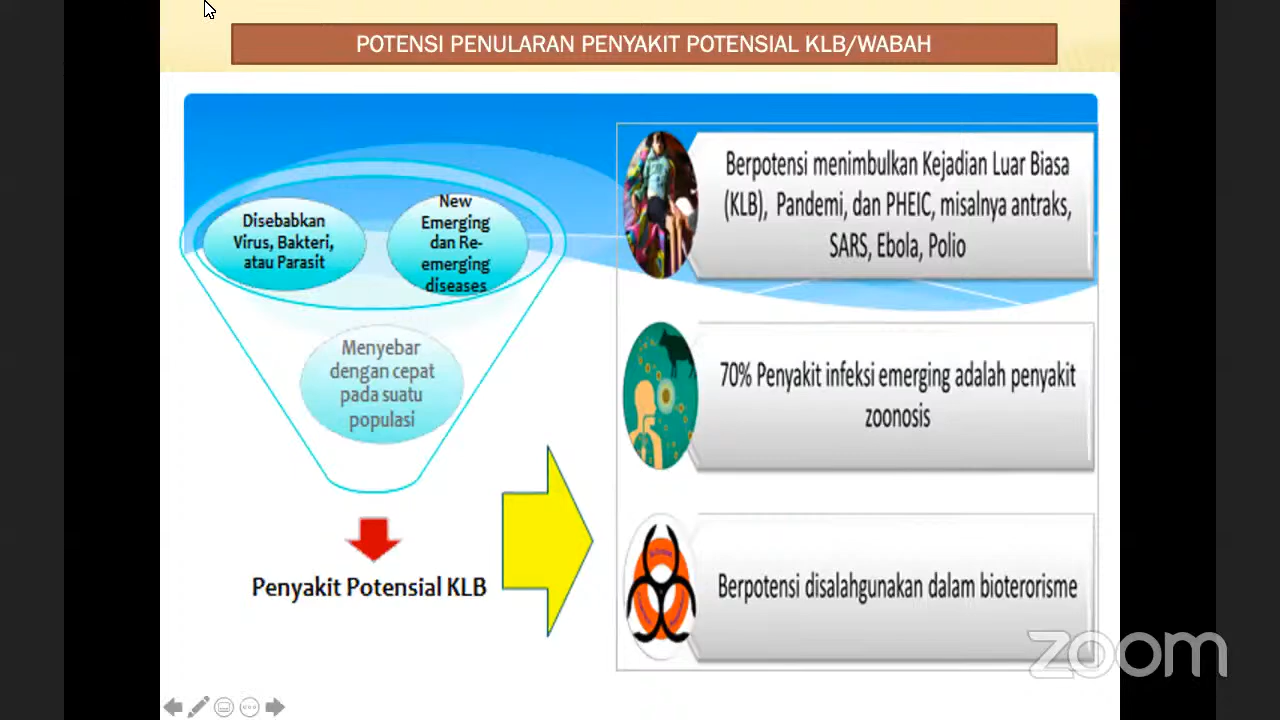 POTENSI PENULARAN PENYAKIT POTENSIAL KLB/WABAH
Disebabkan
Virus, Bakteri,
atau Parasit
New
Emerging
dan Re-
emerging
diseases
Menyebar
dengan cepat
pada suatu
populasi
Penyakit Potensial KLB
Berpotensi menimbulkan Kejadian Luar Biasa
(KLB), Pandemi, dan PHEIC, misalnya antraks,
SARS, Ebola, Polio
70% Penyakit infeksi emerging adalah penyakit
zoonosis
Berpotensi disalahgunakan dalam bioterorisme
zoom